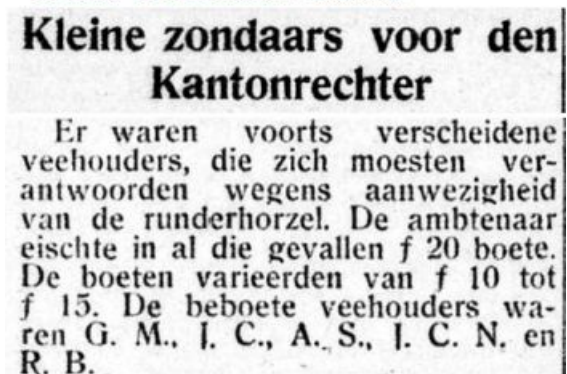 Kleine zondaars voor den
Kantonrechter
Er waren voorts verscheidene
veehouders, die zich moesten ver-
antwoorden wegens aanwezigheid
van de runderhorzel. De ambtenaar
eischte in al die gevallen f 20 boete.
De boeten varieerden van f 10 tot
f 15. De beboete veehouders wa-
ren G. M., J. C., A. S., J. C. N. en
R. B.